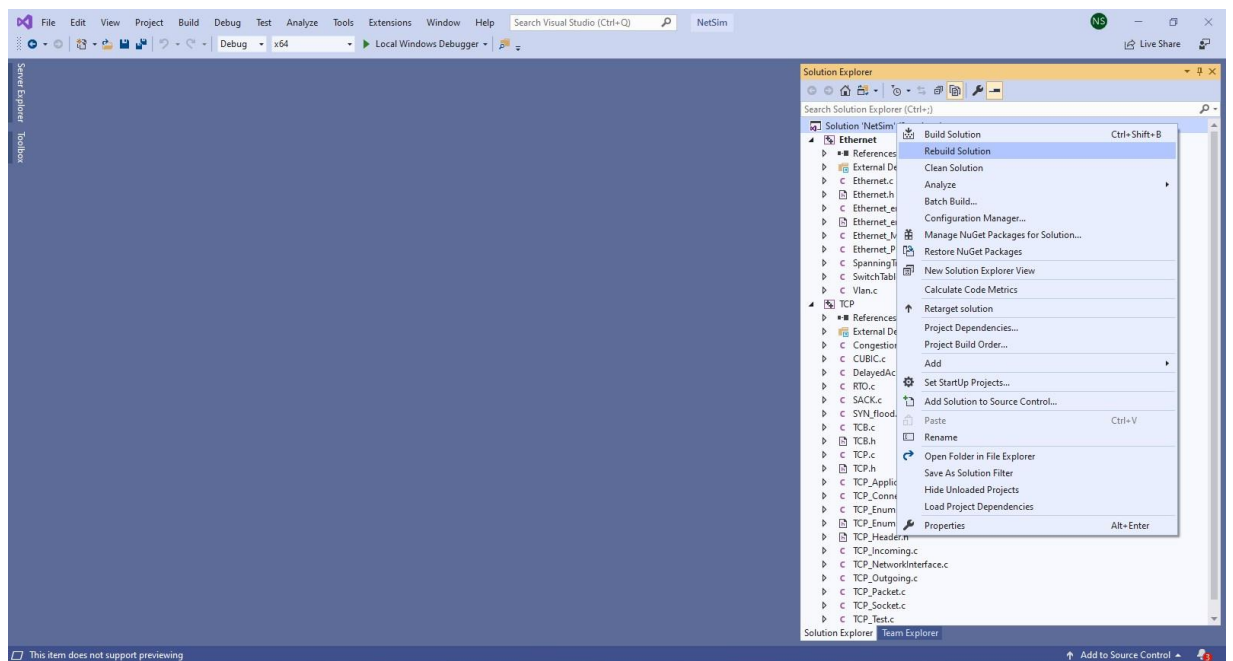 File Edit View Project Build Debug Test Analyze Tools Extensions Window Help Search Visual Studio (Ctrl+Q) NetSim NS
Debug x64 Local Windows Debugger Live Share
Server Explorer
Toolbox
Solution Explorer
Search Solution Explorer (Ctrl+;)
Solution 'NetSim'
Ethernet
References
External De
Ethernet.c
Ethernet.h
Ethernet_e
Ethernet_e
Ethernet_M
Ethernet_P
SpanningT
SwitchTabl
Vlan.c
TCP
References
External De
Congestion
CUBIC.c
DelayedAc
RTO.c
SACK.c
SYN_flood.
TCB.c
TCB.h
TCP.c
TCP.h
TCP_Applic
TCP_Conne
TCP_Enum
TCP_Enum
TCP_Header.h
TCP_Incoming.c
TCP_NetworkInterface.c
TCP_Outgoing.c
TCP_Packet.c
TCP_Socket.c
TCP_Test.c
Build Solution Ctrl+Shift+B
Rebuild Solution
Clean Solution
Analyze
Batch Build...
Configuration Manager...
Manage NuGet Packages for Solution...
Restore NuGet Packages
New Solution Explorer View
Calculate Code Metrics
Retarget solution
Project Dependencies...
Project Build Order...
Add
Set StartUp Projects...
Add Solution to Source Control...
Paste Ctrl+V
Rename
Open Folder in File Explorer
Save As Solution Filter
Hide Unloaded Projects
Load Project Dependencies
Properties Alt+Enter
Solution Explorer Team Explorer
This item does not support previewing Add to Source Control 3